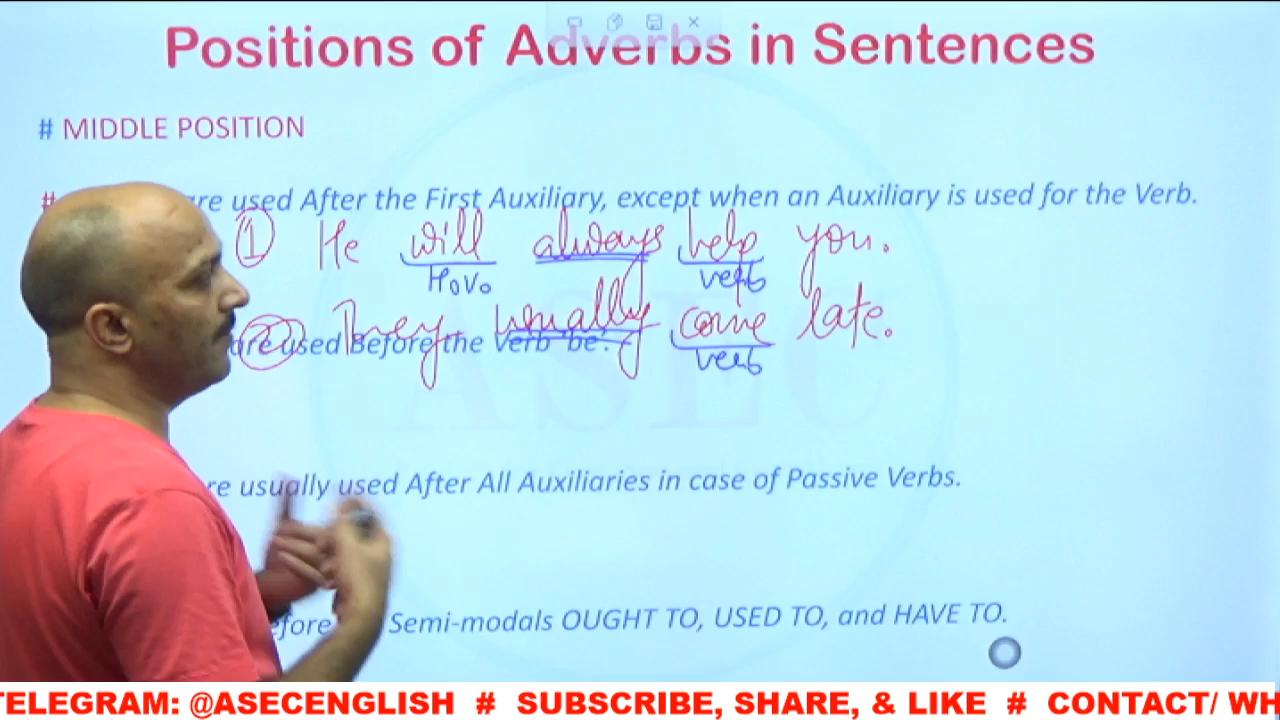 Positions of Adverbs in Sentences
# MIDDLE POSITION
# are used After the First Auxiliary, except when an Auxiliary is used for the Verb.
① He will always help you.
H.V. verb
② They usually come late.
are used Before the Verb 'be'.
verb
ASEC
re usually used After All Auxiliaries in case of Passive Verbs.
efore Semi-modals OUGHT TO, USED TO, and HAVE TO.
TELEGRAM: @ASECENGLISH # SUBSCRIBE, SHARE, & LIKE # CONTACT/ WH